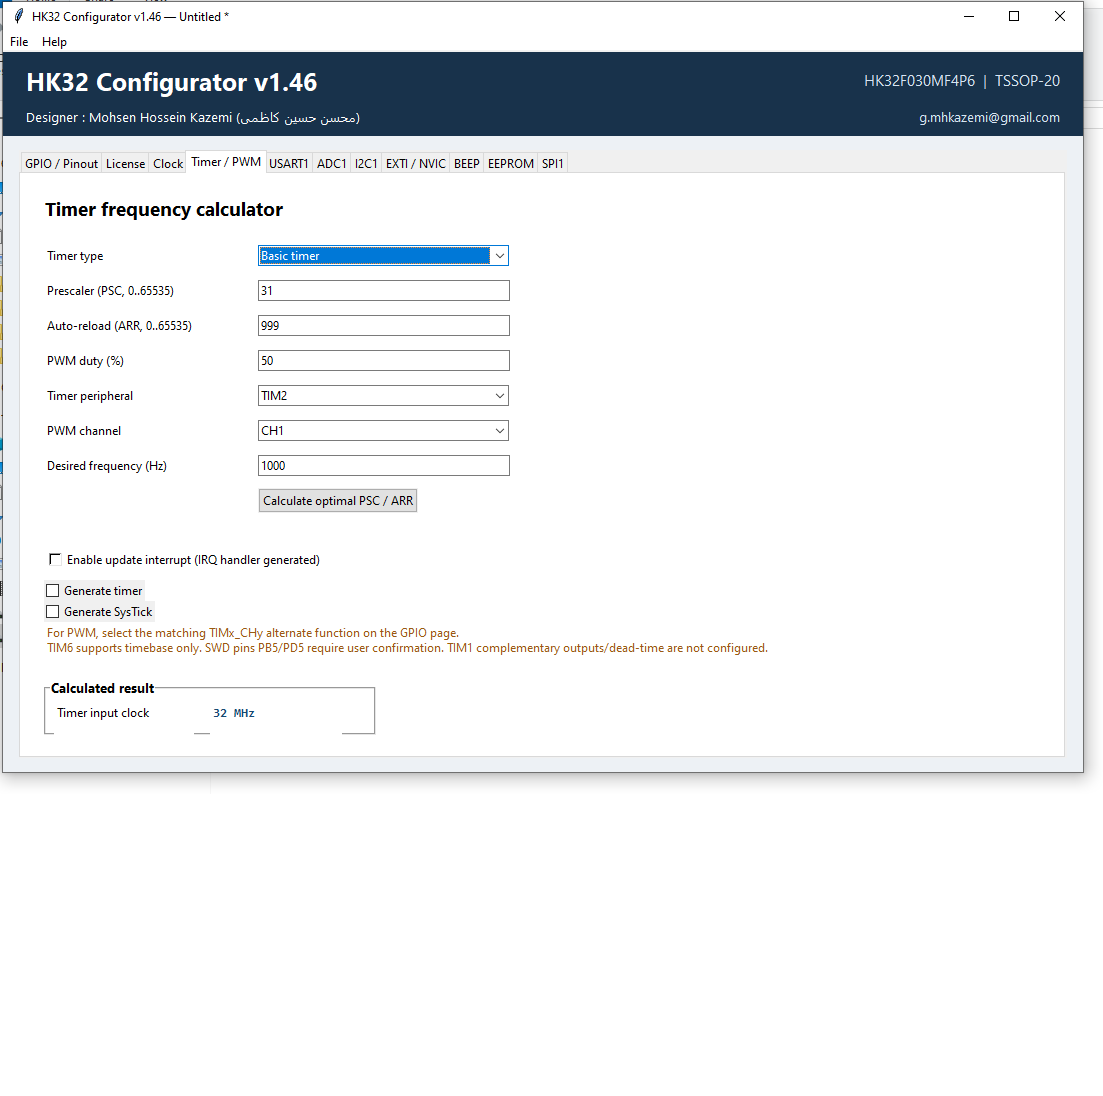 HK32 Configurator v1.46 — Untitled *
File Help
HK32 Configurator v1.46
HK32F030MF4P6 | TSSOP-20
Designer : Mohsen Hossein Kazemi (محسن حسین کاظمی)
g.mhkazemi@gmail.com
GPIO / Pinout License Clock Timer / PWM USART1 ADC1 I2C1 EXTI / NVIC BEEP EEPROM SPI1
Timer frequency calculator
Timer type Basic timer
Prescaler (PSC, 0..65535) 31
Auto-reload (ARR, 0..65535) 999
PWM duty (%) 50
Timer peripheral TIM2
PWM channel CH1
Desired frequency (Hz) 1000
Calculate optimal PSC / ARR
Enable update interrupt (IRQ handler generated)
Generate timer
Generate SysTick
For PWM, select the matching TIMx_CHy alternate function on the GPIO page.
TIM6 supports timebase only. SWD pins PB5/PD5 require user confirmation. TIM1 complementary outputs/dead-time are not configured.
Calculated result
Timer input clock 32 MHz